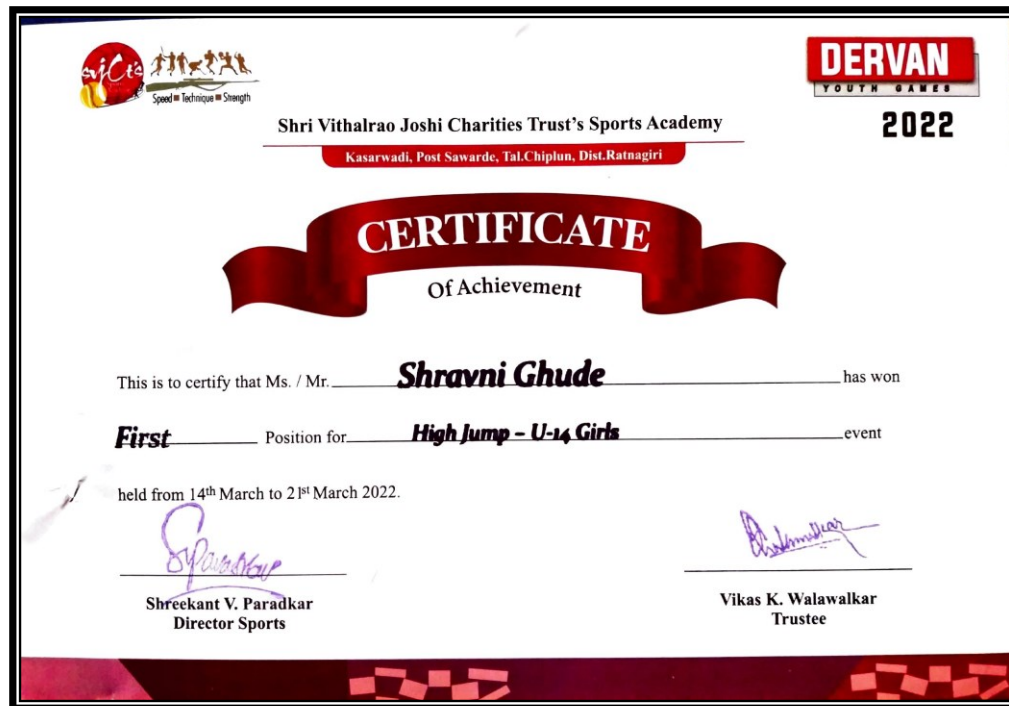 SVJCt's
Speed Technique Strength
DERVAN
YOUTH GAMES
2022
Shri Vithalrao Joshi Charities Trust's Sports Academy
Kasarwadi, Post Sawarde, Tal.Chiplun, Dist.Ratnagiri
CERTIFICATE
Of Achievement
This is to certify that Ms. / Mr. Shravni Ghude has won
First Position for High Jump - U-14 Girls event
held from 14th March to 21st March 2022.
Shreekant V. Paradkar
Director Sports
Vikas K. Walawalkar
Trustee